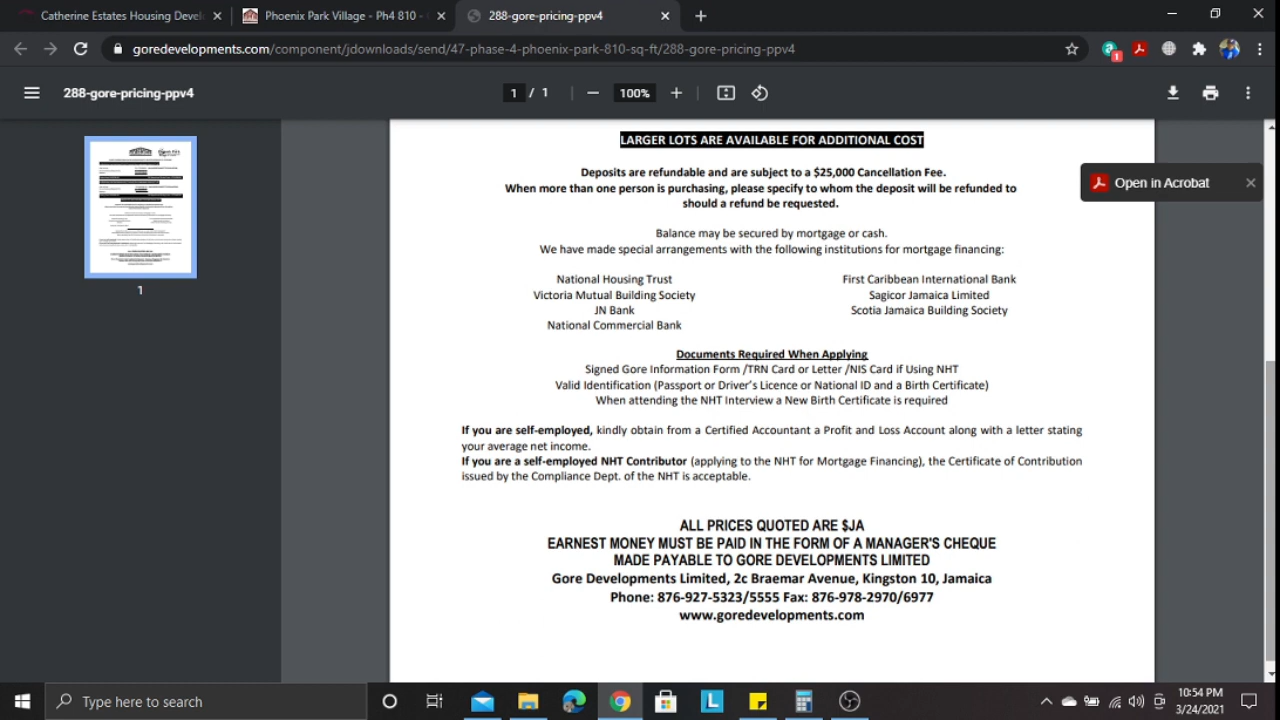 Catherine Estates Housing Devel
Phoenix Park Village - Ph4 810 -
288-gore-pricing-ppv4
goredevelopments.com/component/jdownloads/send/47-phase-4-phoenix-park-810-sq-ft/288-gore-pricing-ppv4
1
288-gore-pricing-ppv4
1 / 1
100%
Open in Acrobat
1
LARGER LOTS ARE AVAILABLE FOR ADDITIONAL COST
Deposits are refundable and are subject to a $25,000 Cancellation Fee.
When more than one person is purchasing, please specify to whom the deposit will be refunded to
should a refund be requested.
Balance may be secured by mortgage or cash.
We have made special arrangements with the following institutions for mortgage financing:
National Housing Trust
Victoria Mutual Building Society
JN Bank
National Commercial Bank
First Caribbean International Bank
Sagicor Jamaica Limited
Scotia Jamaica Building Society
Documents Required When Applying
Signed Gore Information Form /TRN Card or Letter /NIS Card if Using NHT
Valid Identification (Passport or Driver's Licence or National ID and a Birth Certificate)
When attending the NHT Interview a New Birth Certificate is required
If you are self-employed, kindly obtain from a Certified Accountant a Profit and Loss Account along with a letter stating
your average net income.
If you are a self-employed NHT Contributor (applying to the NHT for Mortgage Financing), the Certificate of Contribution
issued by the Compliance Dept. of the NHT is acceptable.
ALL PRICES QUOTED ARE $JA
EARNEST MONEY MUST BE PAID IN THE FORM OF A MANAGER'S CHEQUE
MADE PAYABLE TO GORE DEVELOPMENTS LIMITED
Gore Developments Limited, 2c Braemar Avenue, Kingston 10, Jamaica
Phone: 876-927-5323/5555 Fax: 876-978-2970/6977
www.goredevelopments.com
Type here to search
L
10:54 PM
3/24/2021